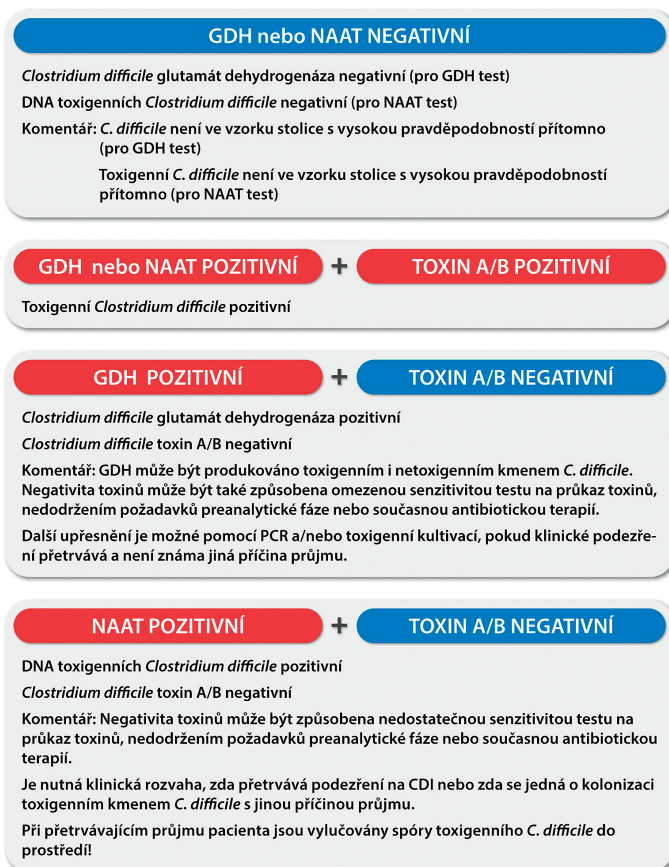 GDH nebo NAAT NEGATIVNÍ
Clostridium difficile glutamát dehydrogenáza negativní (pro GDH test)
DNA toxigenních Clostridium difficile negativní (pro NAAT test)
Komentář: C. difficile není ve vzorku stolice s vysokou pravděpodobností přítomno
(pro GDH test)
Toxigenní C. difficile není ve vzorku stolice s vysokou pravděpodobností
přítomno (pro NAAT test)
GDH nebo NAAT POZITIVNÍ + TOXIN A/B POZITIVNÍ
Toxigenní Clostridium difficile pozitivní
GDH POZITIVNÍ + TOXIN A/B NEGATIVNÍ
Clostridium difficile glutamát dehydrogenáza pozitivní
Clostridium difficile toxin A/B negativní
Komentář: GDH může být produkováno toxigenním i netoxigenním kmenem C. difficile.
Negativita toxinů může být také způsobena omezenou senzitivitou testu na průkaz toxinů,
nedodržením požadavků preanalytické fáze nebo současnou antibiotickou terapií.
Další upřesnění je možné pomocí PCR a/nebo toxigenní kultivací, pokud klinické podezře-
ní přetrvává a není známa jiná příčina průjmu.
NAAT POZITIVNÍ + TOXIN A/B NEGATIVNÍ
DNA toxigenních Clostridium difficile pozitivní
Clostridium difficile toxin A/B negativní
Komentář: Negativita toxinů může být způsobena nedostatečnou senzitivitou testu na
průkaz toxinů, nedodržením požadavků preanalytické fáze nebo současnou antibiotickou
terapií.
Je nutná klinická rozvaha, zda přetrvává podezření na CDI nebo zda se jedná o kolonizaci
toxigenním kmenem C. difficile s jinou příčinou průjmu.
Při přetrvávajícím průjmu pacienta jsou vylučovány spóry toxigenního C. difficile do
prostředí!